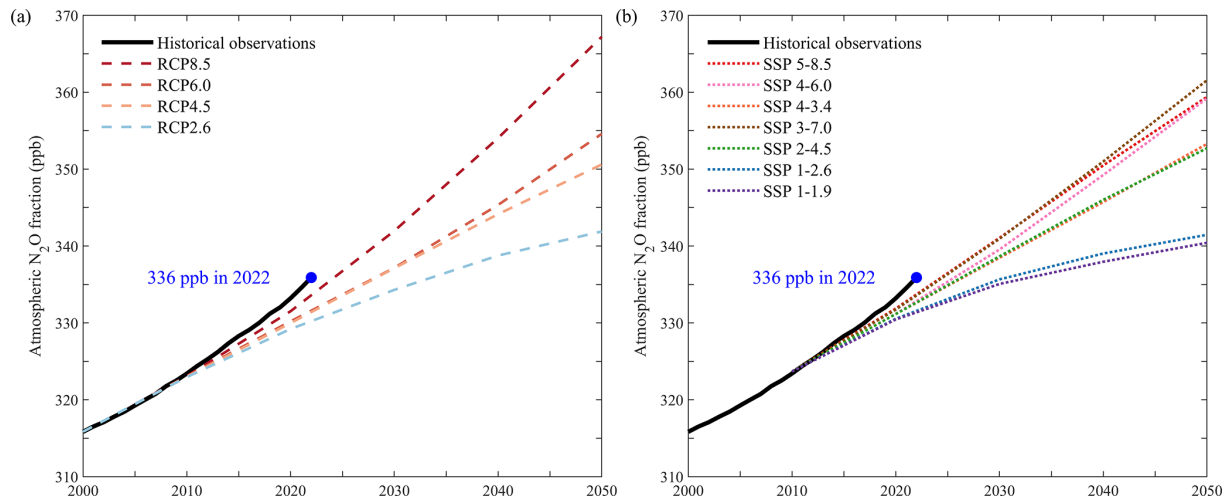 (a)
370
360
350
340
330
320
310
Atmospheric N₂O fraction (ppb)
Historical observations
RCP8.5
RCP6.0
RCP4.5
RCP2.6
336 ppb in 2022
2000 2010 2020 2030 2040 2050
(b)
370
360
350
340
330
320
310
Atmospheric N₂O fraction (ppb)
Historical observations
SSP 5-8.5
SSP 4-6.0
SSP 4-3.4
SSP 3-7.0
SSP 2-4.5
SSP 1-2.6
SSP 1-1.9
336 ppb in 2022
2000 2010 2020 2030 2040 2050